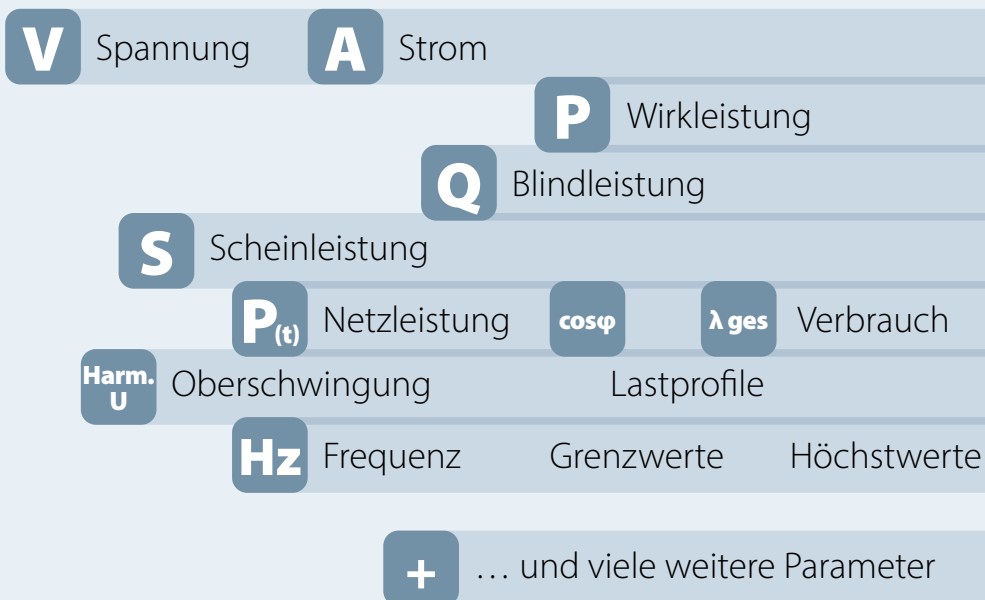 V Spannung A Strom
P Wirkleistung
Q Blindleistung
S Scheinleistung
P(t) Netzleistung cosφ λ ges Verbrauch
Harm.
U
Oberschwingung Lastprofile
Hz Frequenz Grenzwerte Höchstwerte
+ … und viele weitere Parameter